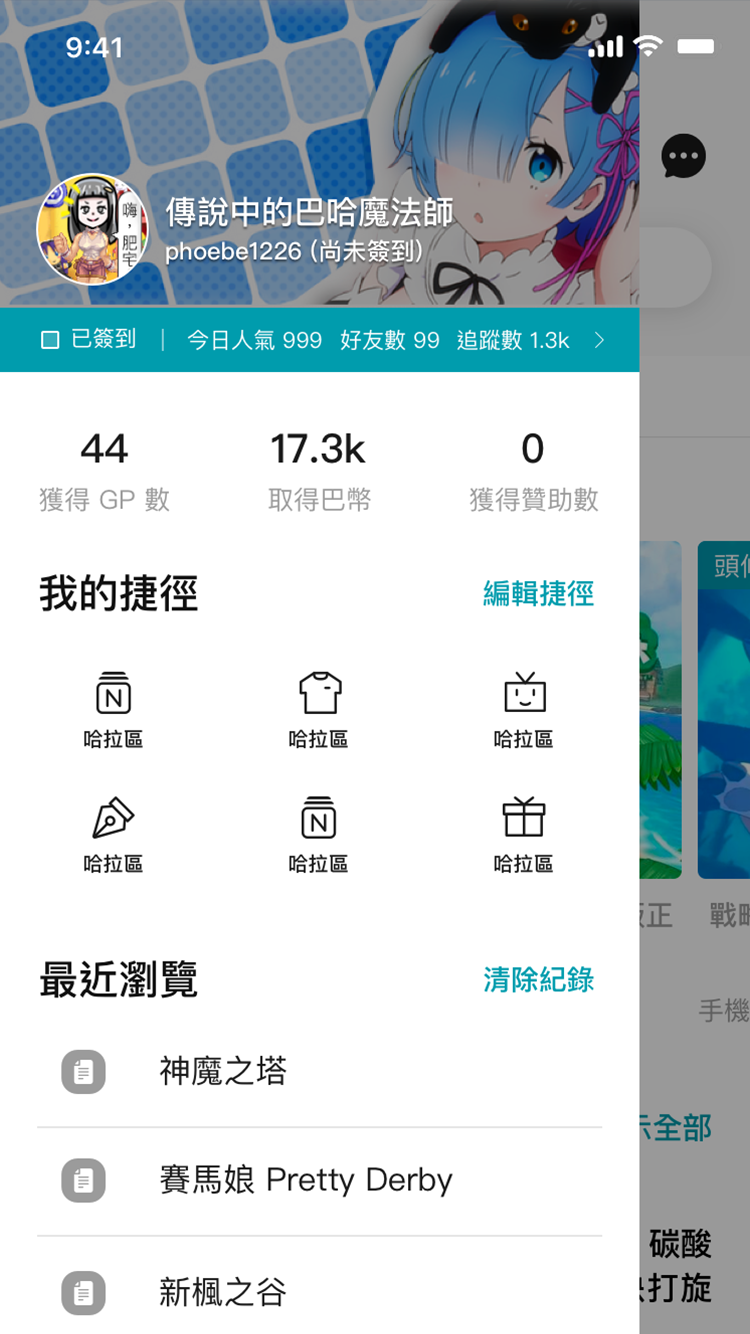 9:41
嗨，肥宅
傳說中的巴哈魔法師
phoebe1226 (尚未簽到)
已簽到 | 今日人氣 999 好友數 99 追蹤數 1.3k
44 17.3k 0
獲得 GP 數 取得巴幣 獲得贊助數
我的捷徑 編輯捷徑
N
哈拉區 哈拉區 哈拉區
N
哈拉區 哈拉區 哈拉區
最近瀏覽 清除紀錄
神魔之塔
賽馬娘 Pretty Derby
新楓之谷
頭
正 戰略
手機
示全部
碳酸
打旋